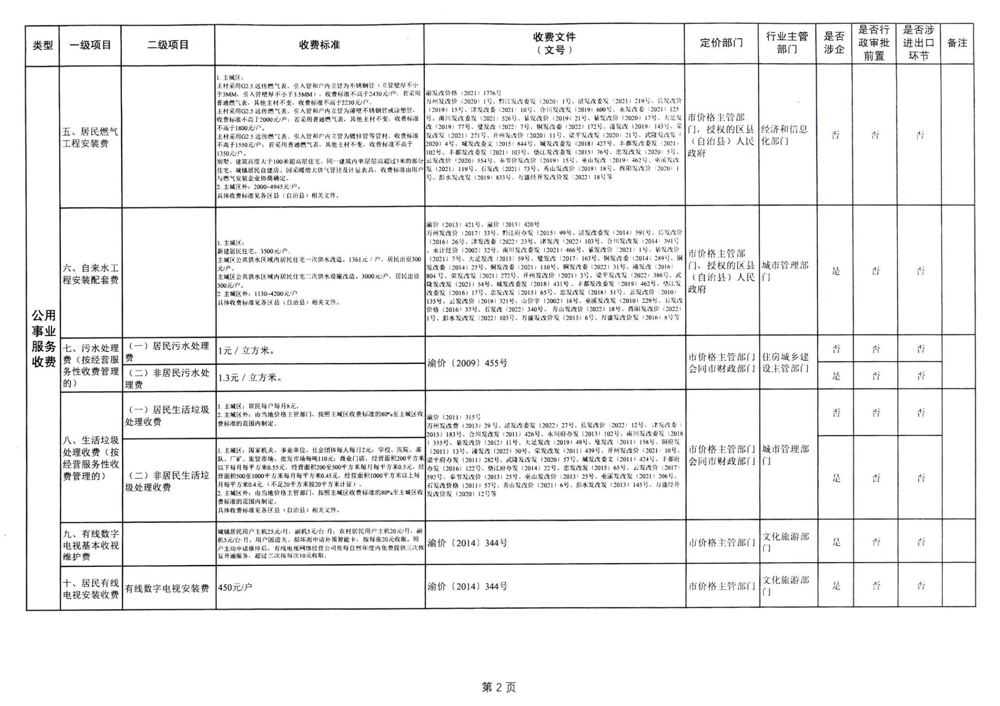 类型
一级项目
二级项目
收费标准
收费文件
（文号）
定价部门
行业主管
部门
是否
涉企
是否行
政审批
前置
是否涉
进出口
环节
备注
公用
事业
服务
收费
五、居民燃气
工程安装费
1. 主城区：
主材采用G2.5 远传燃气表、引入管和户内立管为不锈钢管（立管壁厚不小
于3MM，引入管壁厚不小于3.5MM），收费标准不高于2430元/户；若采用
普通燃气表，其他主材不变，收费标准不高于2230元/户。
主材采用G2.5 远传燃气表、引入管和户内立管为薄壁不锈钢管或涂塑管，
收费标准不高于2000元/户；若采用普通燃气表，其他主材不变，收费标准
不高于1800元/户。
主材采用G2.5 远传燃气表、引入管和户内立管为镀锌管等管材，收费标准
不高于1550元/户；若采用普通燃气表，其他主材不变，收费标准不高于
1350元/户。
别墅、建筑高度大于100米超高层住宅、同一建筑内单层层高超过3米的部分
住宅、城镇居民自建房、因采暖增大供气管径及计量表具，收费标准由用户
与燃气安装企业协商确定。
2. 主城区外：2000~4945元/户。
具体收费标准见各区县（自治县）相关文件。
渝发改价格〔2021〕1776号
万州发改价〔2020〕1号、黔江发改委发〔2020〕1号、涪发改委发〔2021〕219号、长发改价
〔2019〕15号、津发改委〔2021〕10号、合川发改发〔2019〕600号、永发改委〔2021〕125
号、南川发改委发〔2021〕526号、綦发改价〔2019〕21号、綦发改价〔2020〕17号、大足发
改〔2019〕77号、璧发改〔2022〕7号、铜发改委〔2022〕172号、潼发改〔2019〕143号、荣
发改发〔2021〕271号、开州发改价〔2020〕11号、梁平发改发〔2020〕21号、武隆发改发〔
2020〕4号、城发改委文〔2015〕844号、城发改委发〔2018〕427号、丰都发改委发〔2021〕
102号、丰都发改委发〔2021〕103号、垫江发改委发〔2015〕76号、忠发改发〔2020〕5号、
云发改价〔2020〕554号、奉节价发改价〔2019〕15号、巫山发改〔2019〕462号、巫溪发改
发〔2021〕119号、石发改〔2021〕73号、秀山发改价〔2019〕18号、酉阳发改价〔2020〕1
号、彭水发改发〔2019〕833号、万盛经开发改价发〔2022〕18号等
市价格主管部
门，授权的区县
（自治县）人民
政府
经济和信息
化部门
否
否
否
六、自来水工
程安装配套费
1. 主城区：
新建居民住宅。3500元/户。
主城区公共供水区域内居民住宅一次供水改造。1361元 / 户，居民出资300
元/户。
主城区公共供水区域内居民住宅二次供水设施改造。3000元/户，居民出资
300元/户。
2. 主城区外：1130~4200元/户
具体收费标准见各区县（自治县）相关文件。
渝价〔2013〕421号、渝价〔2013〕420号
万州发改价〔2017〕33号、黔江府办发〔2015〕99号、涪发改委发〔2014〕591号、长发改价
〔2016〕26号、津发改委〔2022〕23号、津发改〔2022〕103号、合川发改发〔2014〕391号
、永计经价〔2002〕32号、南川发改委发〔2021〕466号、綦发改价〔2021〕1号、綦发改价
〔2021〕7号、大足发改〔2015〕59号、璧发改〔2017〕163号、铜发改委〔2014〕289号、铜
发改委〔2014〕25号、铜发改委〔2021〕110号、铜发改委〔2022〕31号、潼发改〔2016〕
804 号、荣发改发〔2021〕272号、开州发改价〔2021〕3号、梁平发改发〔2022〕386号、武
隆发改发〔2021〕54号、城发改委发〔2018〕431号、丰都发改委发〔2019〕462号、垫江发
改委发〔2016〕17号、忠发改发〔2015〕65号、忠发改发〔2018〕51号、云发改价〔2010〕
135号、云发改价〔2019〕321号、山价字〔2002〕16号、巫溪发改发〔2010〕229号、石发改
价格〔2016〕37号、石发改〔2022〕340号、 秀山发改价〔2022〕18号、酉阳发改价〔2022〕
1号、彭水发改发〔2022〕103号、万盛发改价发〔2015〕6号、万盛发改价发〔2016〕8号等
市价格主管部
门，授权的区县
（自治县）人民
政府
城市管理部
门
是
否
否
七、污水处理
费（按经营服
务性收费管理
的）
（一）居民污水处理
费
1元 / 立方米。
渝价〔2009〕455号
市价格主管部门
会同市财政部门
住房城乡建
设主管部门
否
否
否
（二）非居民污水处
理费
1.3元 / 立方米。
是
否
否
八、生活垃圾
处理收费（按
经营服务性收
费管理的）
（一）居民生活垃圾
处理收费
1. 主城区：居民每户每月8元。
2. 主城区外：由当地价格主管部门，按照主城区收费标准的80%至主城区收
费标准的范围内制定。
渝价〔2011〕315号
万州发改费〔2013〕29 号、涪发改委发〔2022〕27号、长发改价〔2022〕12号、津发改委〔
2015〕183号、合川发改发〔2011〕426号、永川府办发〔2013〕102号、南川发改委发〔2018
〕355号、綦发改价〔2012〕11号、大足发改〔2019〕49号、璧发改〔2011〕158号、铜府发
〔2011〕13号、潼发改〔2022〕50号、荣发改发〔2011〕439号、开州发改价〔2021〕10号、
梁平府办发〔2011〕282号、武隆发改发〔2020〕57号、城发改委文〔2011〕424号、丰都府
办发〔2016〕122号、垫江府办发〔2014〕22号、忠发改发〔2015〕65号、云发改价〔2017〕
592号、奉节发改价〔2013〕25号、巫山发改价〔2013〕25号、巫溪发改发〔2021〕206号、
石发改价格〔2011〕57号、秀山发改价〔2021〕6号、彭水发改发〔2013〕145号、万盛经开
发改价发〔2020〕12号等
市价格主管部门
会同市财政部门
城市管理部
门
否
否
否
（二）非居民生活垃
圾处理收费
1. 主城区：国家机关、事业单位、社会团体每人每月2元；学校、医院、部
队、厂矿、集贸市场、批发市场每吨110元；商业门店，经营面积200平方米
以下每月每平方米0.55元，经营面积200至500平方米每月每平方米0.5元，经
营面积500至1000平方米每月每平方米0.45元，经营面积1000平方米以上每
月每平方米0.4元.（不足20平方米按20平方米计征）。
2. 主城区外：由当地价格主管部门，按照主城区收费标准的80%至主城区收
费标准的范围内制定。
具体收费标准见各区县（自治县）相关文件。
是
否
否
九、有线数字
电视基本收视
维护费
城镇居民用户主机25元/月，副机5元/台·月；农村居民用户主机20元/月，副
机5元/台·月。用户因遗失、损坏而申请补领智能卡，按每张20元收取。用
户主动申请报停后，有线电视网络经营公司在每自然年度内免费提供三次恢
复开通服务，超过三次按每次10元收取。
渝价〔2014〕344号
市价格主管部门
文化旅游部
门
是
否
否
十、居民有线
电视安装收费
有线数字电视安装费
450元/户
渝价〔2014〕344号
市价格主管部门
文化旅游部
门
是
否
否
第 2 页